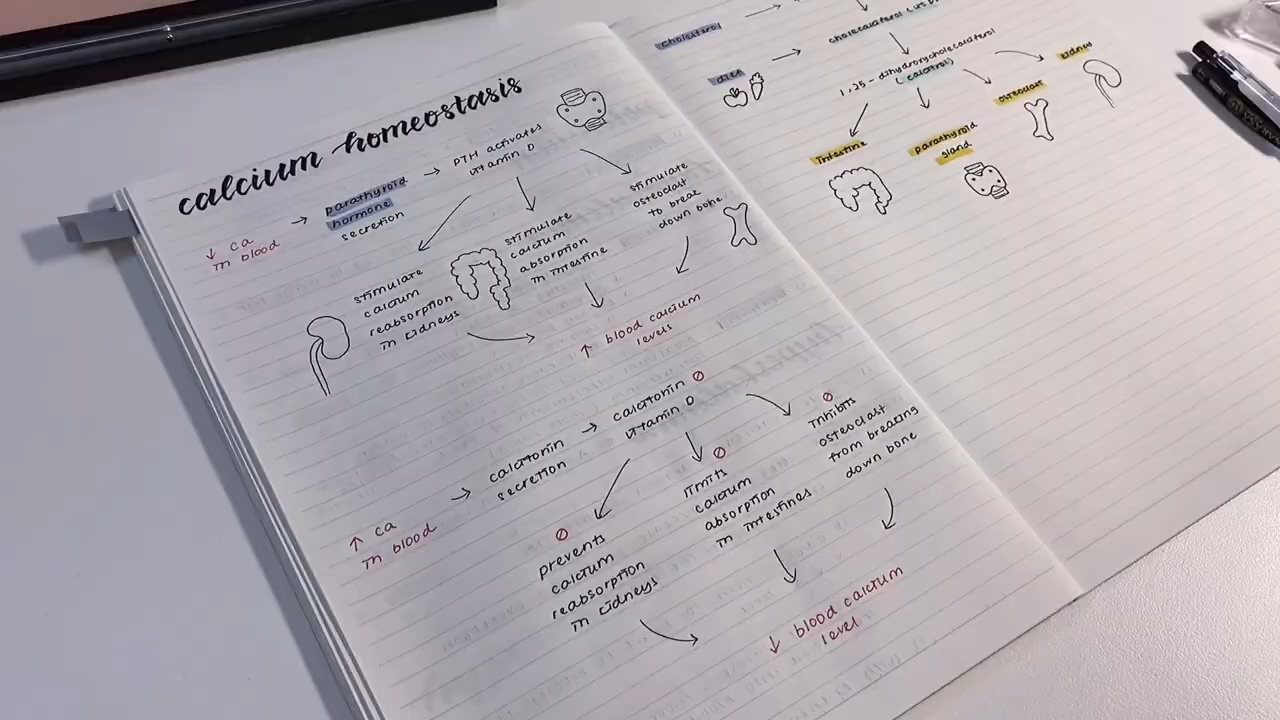 calcium homeostasis
↓ ca
in blood
→ parathyroid
hormone
secretion
→ PTH activates
vitamin D
stimulate
calcium
reabsorption
in kidneys
stimulate
calcium
absorption
in intestine
stimulate
osteoclast
to break
down bone
↑ blood calcium
levels
↑ ca
in blood
→ calcitonin
secretion
→ calcitonin
vitamin D
prevents
calcium
reabsorption
in kidneys
limits
calcium
absorption
in intestines
inhibits
osteoclast
from breaking
down bone
↓ blood calcium
level
cholesterol
diet
cholecalciferol
1,25-dihydroxycholecalciferol
(calcitriol)
intestine
parathyroid
gland
osteoclast
kidney